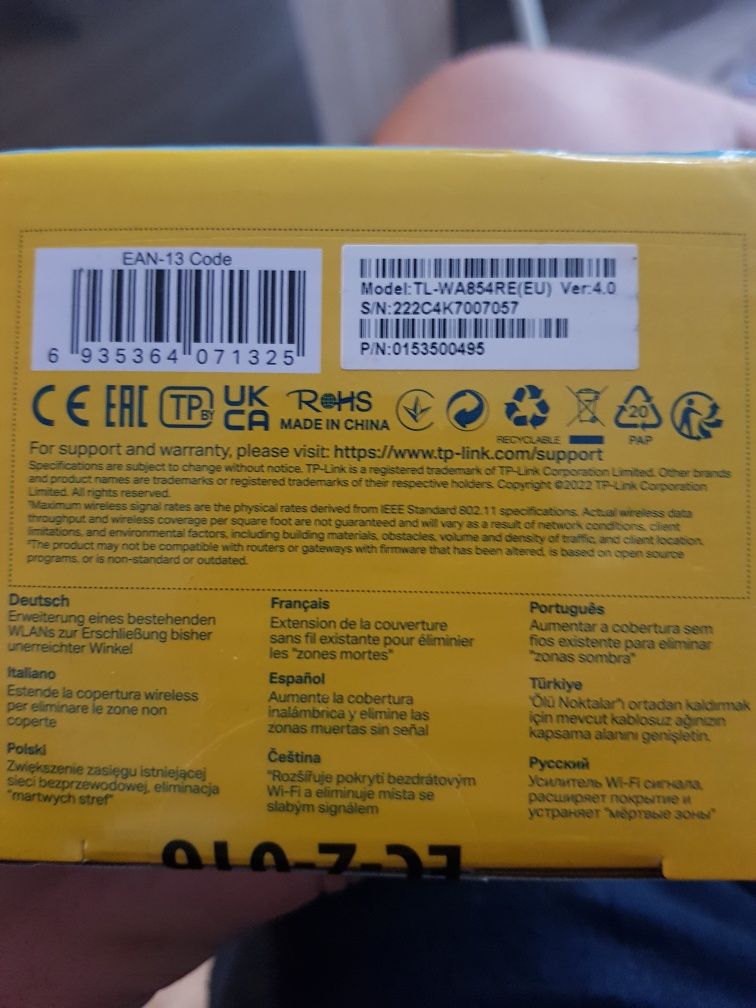 EAN-13 Code
6 935364 071325
Model:TL-WA854RE(EU) Ver:4.0
S/N:222C4K7007057
P/N:0153500495
CE EAC TP BY UK CA RoHS
MADE IN CHINA
RECYCLABLE
20
PAP
For support and warranty, please visit: https://www.tp-link.com/support
Specifications are subject to change without notice. TP-Link is a registered trademark of TP-Link Corporation Limited. Other brands
and product names are trademarks or registered trademarks of their respective holders. Copyright ©2022 TP-Link Corporation
Limited. All rights reserved.
Maximum wireless signal rates are the physical rates derived from IEEE Standard 802.11 specifications. Actual wireless data
throughput and wireless coverage per square foot are not guaranteed and will vary as a result of network conditions, client
limitations, and environmental factors, including building materials, obstacles, volume and density of traffic, and client location.
The product may not be compatible with routers or gateways with firmware that has been altered, is based on open source
programs, or is non-standard or outdated.
Deutsch
Erweiterung eines bestehenden
WLANs zur Erschließung bisher
unerreichter Winkel
Italiano
Estende la copertura wireless
per eliminare le zone non
coperte
Polski
Zwiększenie zasięgu istniejącej
sieci bezprzewodowej, eliminacja
"martwych stref"
Français
Extension de la couverture
sans fil existante pour éliminier
les "zones mortes"
Español
Aumente la cobertura
inalámbrica y elimine las
zonas muertas sin señal
Čeština
"Rozšiřuje pokrytí bezdrátovým
Wi-Fi a eliminuje místa se
slabým signálem
Português
Aumentar a cobertura sem
fios existente para eliminar
"zonas sombra"
Türkiye
"Ölü Noktalar"ı ortadan kaldırmak
için mevcut kablosuz ağınızın
kapsama alanını genişletin.
Русский
Усилитель Wi-Fi сигнала,
расширяет покрытие и
устраняет "мёртвые зоны"